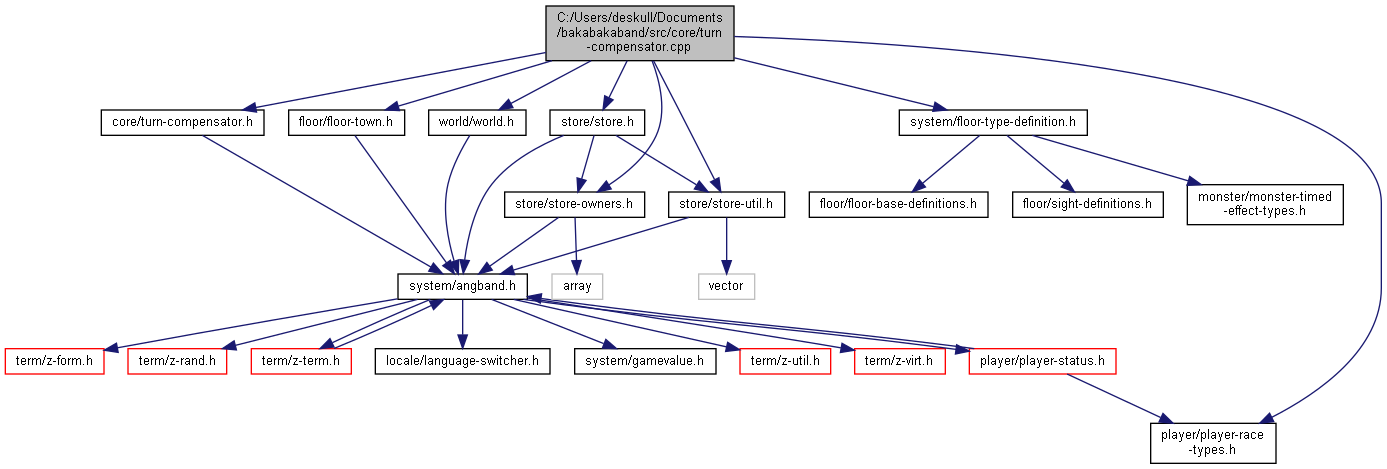 C:/Users/deskull/Documents
/bakabakaband/src/core/turn
-compensator.cpp
core/turn-compensator.h
floor/floor-town.h
world/world.h
store/store.h
system/floor-type-definition.h
store/store-owners.h
store/store-util.h
floor/floor-base-definitions.h
floor/sight-definitions.h
monster/monster-timed
-effect-types.h
system/angband.h
array
vector
term/z-form.h
term/z-rand.h
term/z-term.h
locale/language-switcher.h
system/gamevalue.h
term/z-util.h
term/z-virt.h
player/player-status.h
player/player-race
-types.h